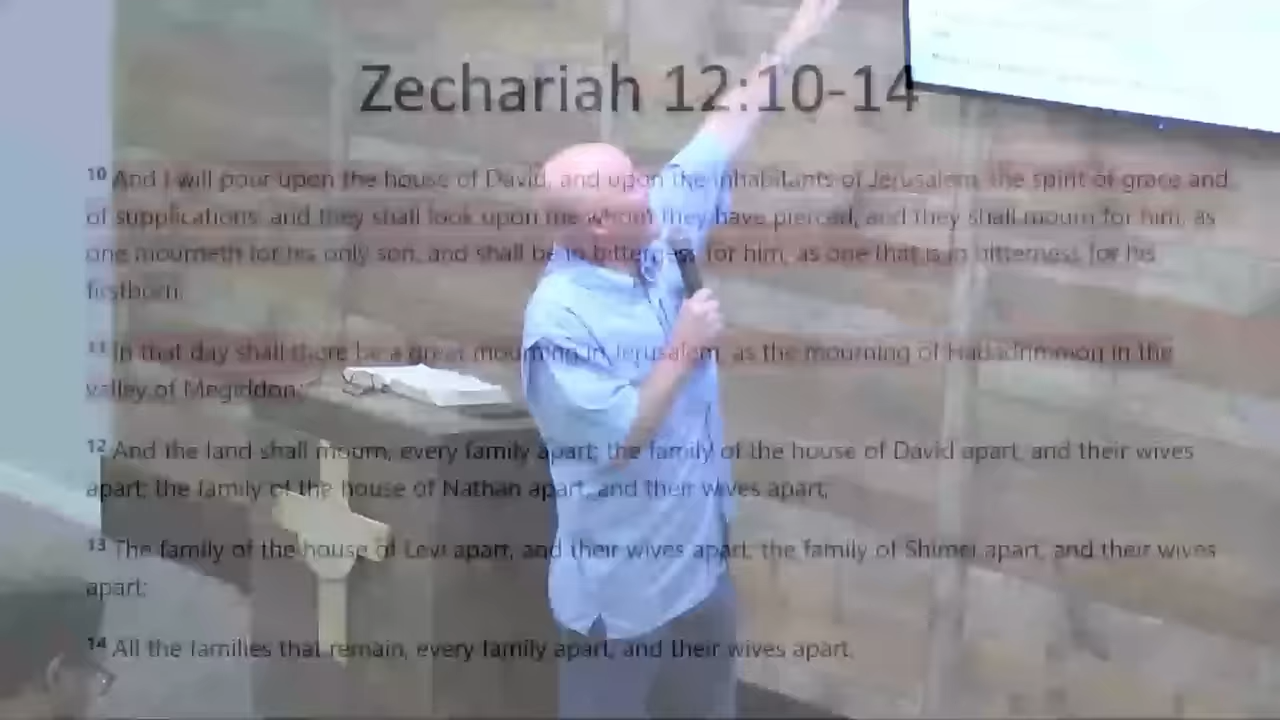 Zechariah 12:10-14
10 And I will pour upon the house of David, and upon the inhabitants of Jerusalem, the spirit of grace and
of supplications: and they shall look upon me whom they have pierced, and they shall mourn for him, as
one mourneth for his only son, and shall be in bitterness for him, as one that is in bitterness for his
firstborn.
11 In that day shall there be a great mourning in Jerusalem, as the mourning of Hadadrimmon in the
valley of Megiddon.
12 And the land shall mourn, every family apart; the family of the house of David apart, and their wives
apart; the family of the house of Nathan apart, and their wives apart;
13 The family of the house of Levi apart, and their wives apart; the family of Shimei apart, and their wives
apart;
14 All the families that remain, every family apart, and their wives apart.